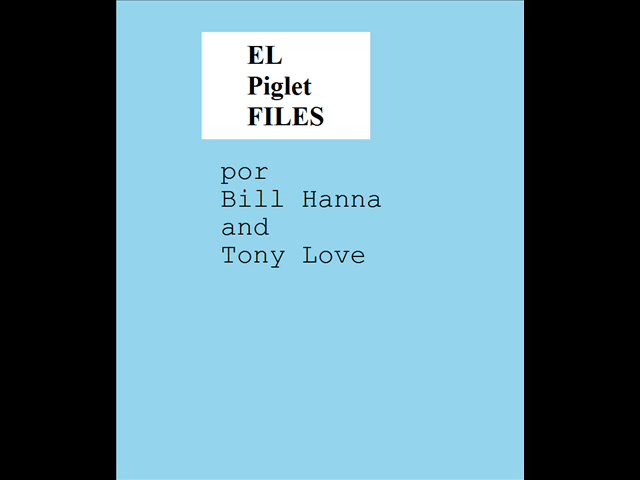 EL
Piglet
FILES
por
Bill Hanna
and
Tony Love